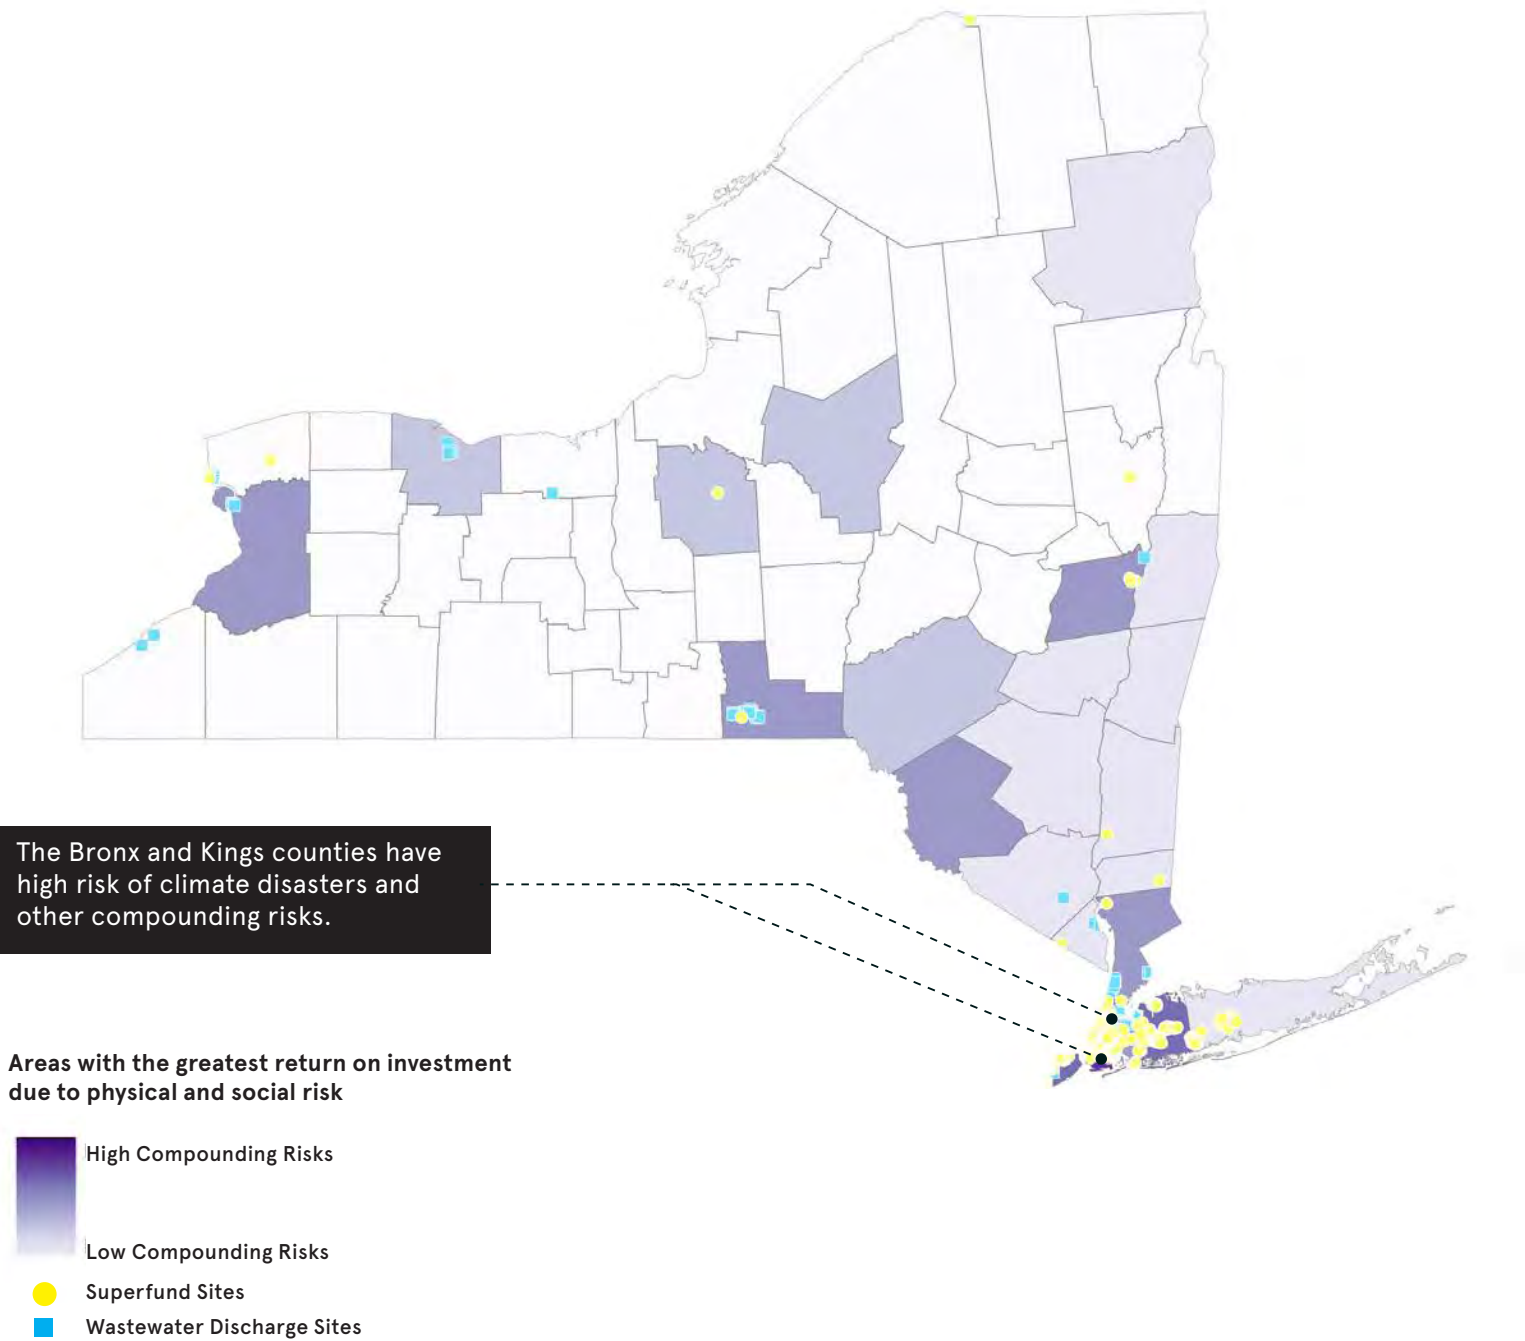 The Bronx and Kings counties have
high risk of climate disasters and
other compounding risks.
Areas with the greatest return on investment
due to physical and social risk
High Compounding Risks
Low Compounding Risks
Superfund Sites
Wastewater Discharge Sites